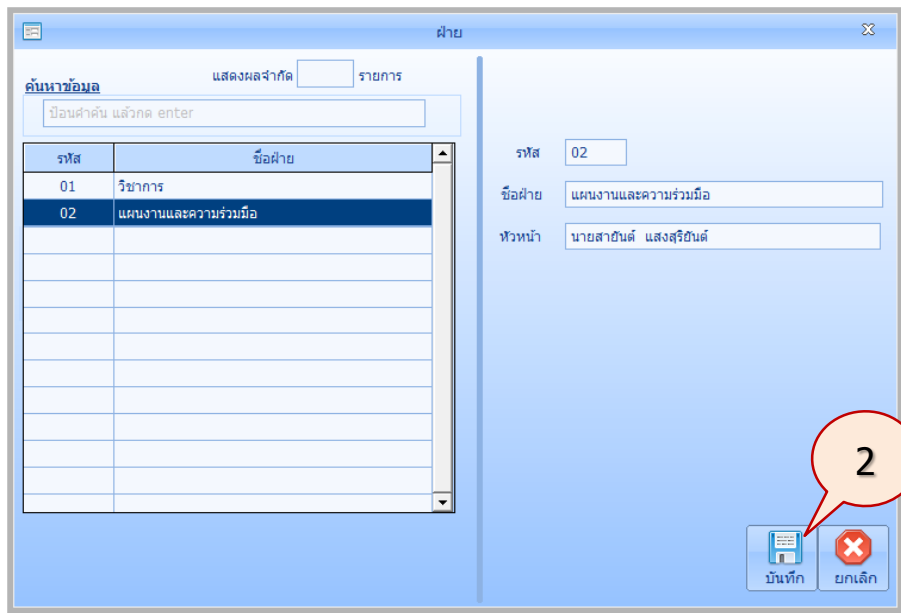 ฝ่าย
แสดงผลจำกัด รายการ
ค้นหาข้อมูล
ป้อนคำค้น แล้วกด enter
รหัส ชื่อฝ่าย
01 วิชาการ
02 แผนงานและความร่วมมือ
รหัส 02
ชื่อฝ่าย แผนงานและความร่วมมือ
หัวหน้า นายสายันต์ แสงสุริยันต์
2
บันทึก ยกเลิก